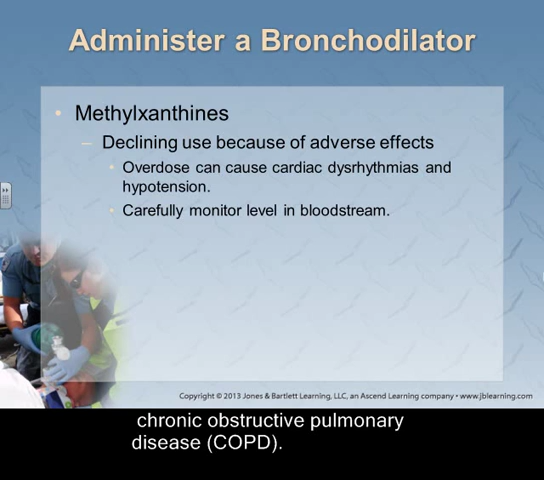 Administer a Bronchodilator
• Methylxanthines
– Declining use because of adverse effects
• Overdose can cause cardiac dysrhythmias and
hypotension.
• Carefully monitor level in bloodstream.
Copyright © 2013 Jones & Bartlett Learning, LLC, an Ascend Learning company • www.jblearning.com
chronic obstructive pulmonary
disease (COPD).